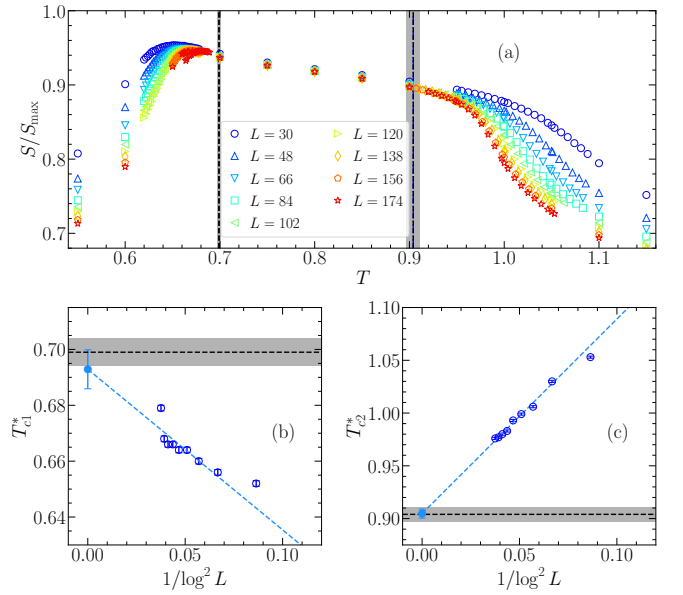 (a)
S/S_max
1.0
0.9
0.8
0.7
L = 30 L = 120
L = 48 L = 138
L = 66 L = 156
L = 84 L = 174
L = 102
0.6 0.7 0.8 0.9 1.0 1.1
T
T*_c1
0.70
0.68
0.66
0.64
(b)
0.00 0.05 0.10
1/log² L
T*_c2
1.10
1.05
1.00
0.95
0.90
(c)
0.00 0.05 0.10
1/log² L